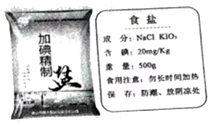 加碘精制
盐
食盐
成 分：NaCl KIO₃
含 碘：20mg/Kg
重 量：500g
食用注意：勿长时间加热
保 存：防潮、放阴凉处